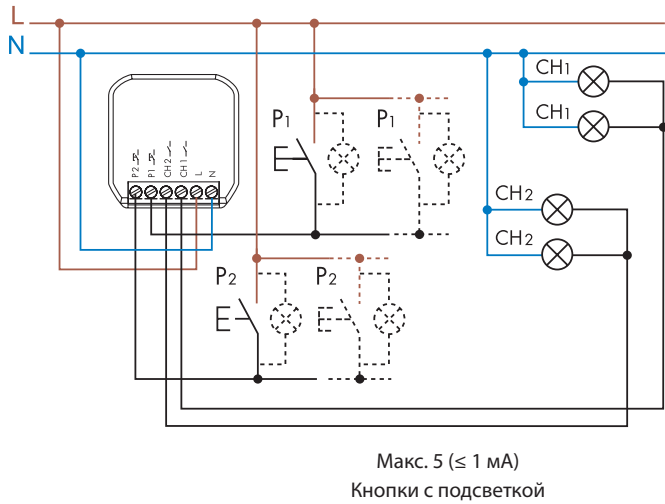 L
N
CH1
CH1
P1
P1
P2
P1
CH2
CH1
L
N
CH2
CH2
P2
P2
Макс. 5 (≤ 1 мА)
Кнопки с подсветкой